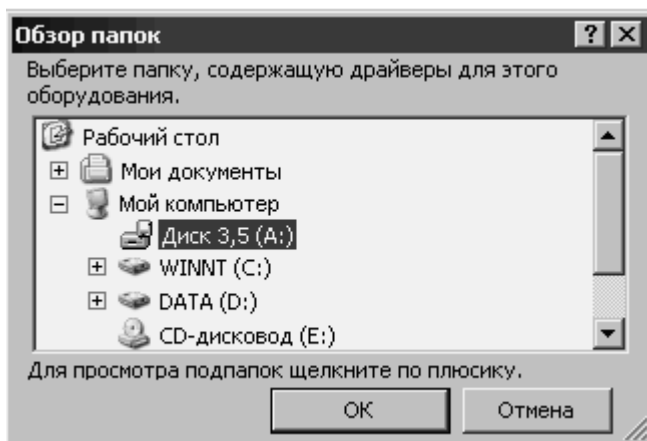 Обзор папок
Выберите папку, содержащую драйверы для этого
оборудования.
Рабочий стол
Мои документы
Мой компьютер
Диск 3,5 (A:)
WINNT (C:)
DATA (D:)
CD-дисковод (E:)
Для просмотра подпапок щелкните по плюсику.
ОК Отмена